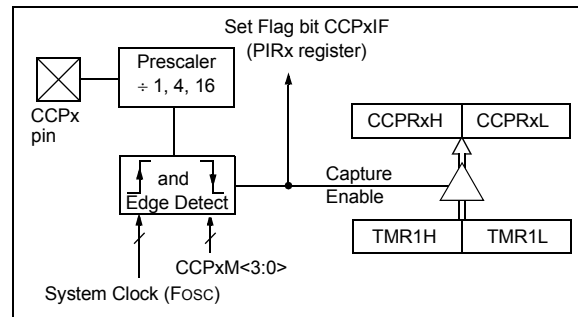 Set Flag bit CCPxIF
(PIRx register)
Prescaler
÷ 1, 4, 16
CCPx
pin
CCPRxH
CCPRxL
and
Edge Detect
Capture
Enable
TMR1H
TMR1L
CCPxM<3:0>
System Clock (FOSC)